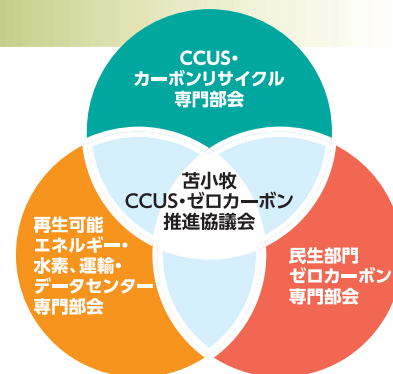 CCUS・
カーボンリサイクル
専門部会
苫小牧
CCUS・ゼロカーボン
推進協議会
再生可能
エネルギー・
水素、運輸・
データセンター
専門部会
民生部門
ゼロカーボン
専門部会